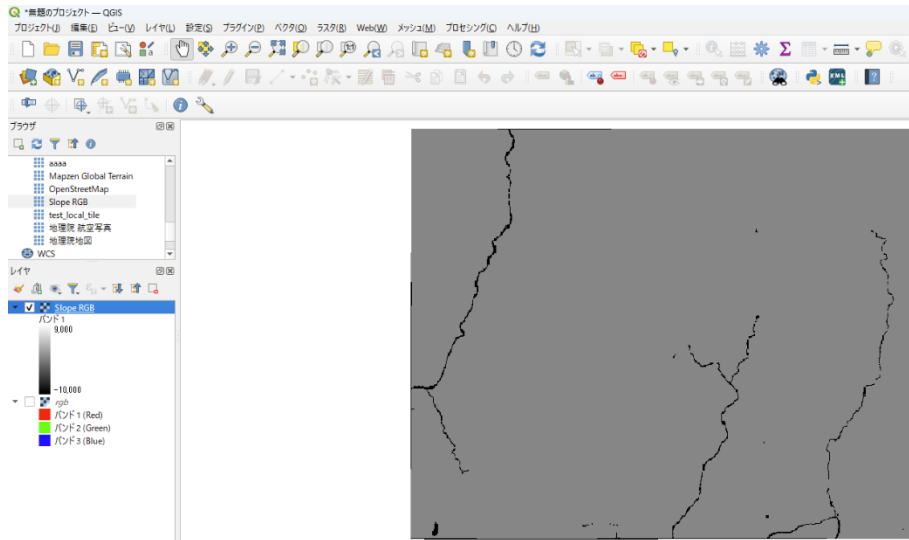 *無題のプロジェクト — QGIS
プロジェクト(J) 編集(E) ビュー(V) レイヤ(L) 設定(S) プラグイン(P) ベクタ(O) ラスタ(R) Web(W) メッシュ(M) プロセシング(C) ヘルプ(H)
ブラウザ
aaaa
Mapzen Global Terrain
OpenStreetMap
Slope RGB
test_local_tile
地理院 航空写真
地理院地図
WCS
レイヤ
Slope RGB
バンド 1
9,000
-10,000
rgb
バンド 1 (Red)
バンド 2 (Green)
バンド 3 (Blue)